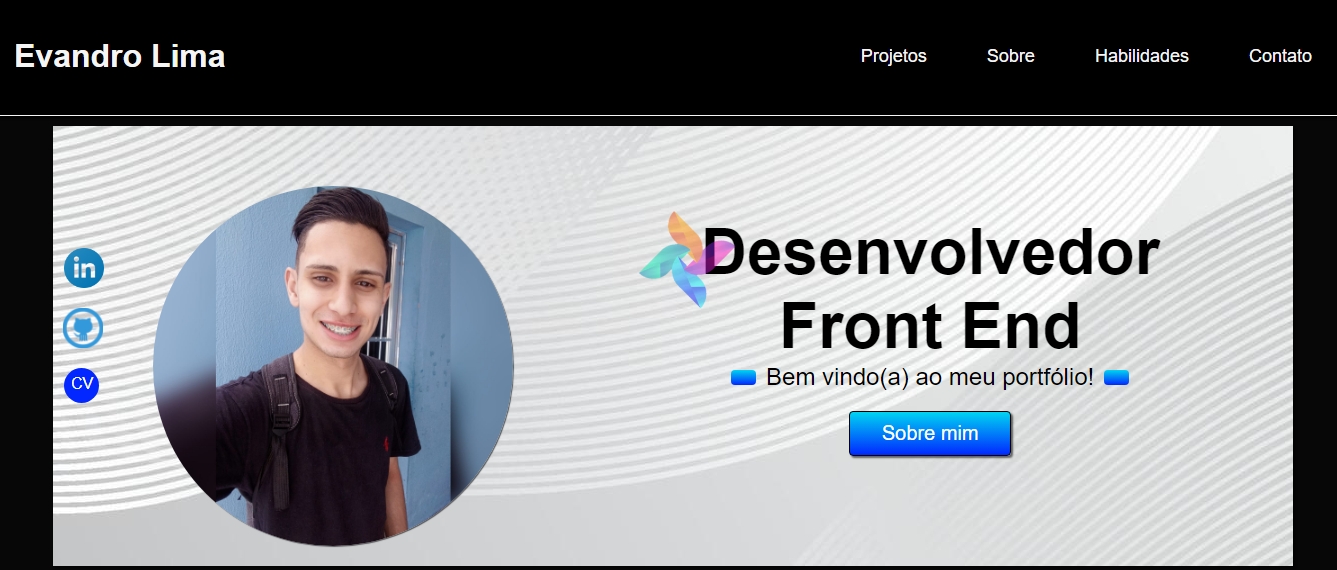 Evandro Lima
Projetos
Sobre
Habilidades
Contato
in
CV
Desenvolvedor
Front End
Bem vindo(a) ao meu portfólio!
Sobre mim